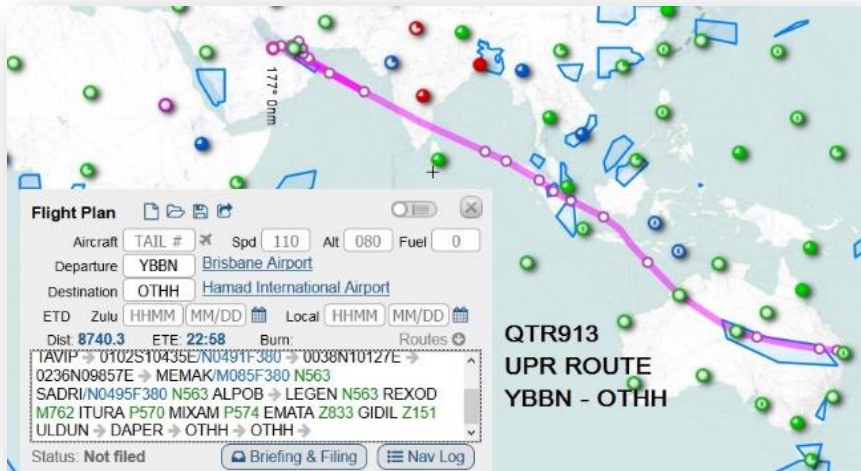 177° 0nm
Flight Plan
Aircraft TAIL # Spd 110 Alt 080 Fuel 0
Departure YBBN Brisbane Airport
Destination OTHH Hamad International Airport
ETD Zulu HHMM MM/DD Local HHMM MM/DD
Dist: 8740.3 ETE: 22:58 Burn: Routes
TAVIP → 0102S10435E/N0491F380 → 0038N10127E →
0236N09857E → MEMAK/M085F380 N563
SADRI/N0495F380 N563 ALPOB → LEGEN N563 REXOD
M762 ITURA P570 MIXAM P574 EMATA Z833 GIDIL Z151
ULDUN → DAPER → OTHH → OTHH →
Status: Not filed Briefing & Filing Nav Log
QTR913
UPR ROUTE
YBBN - OTHH